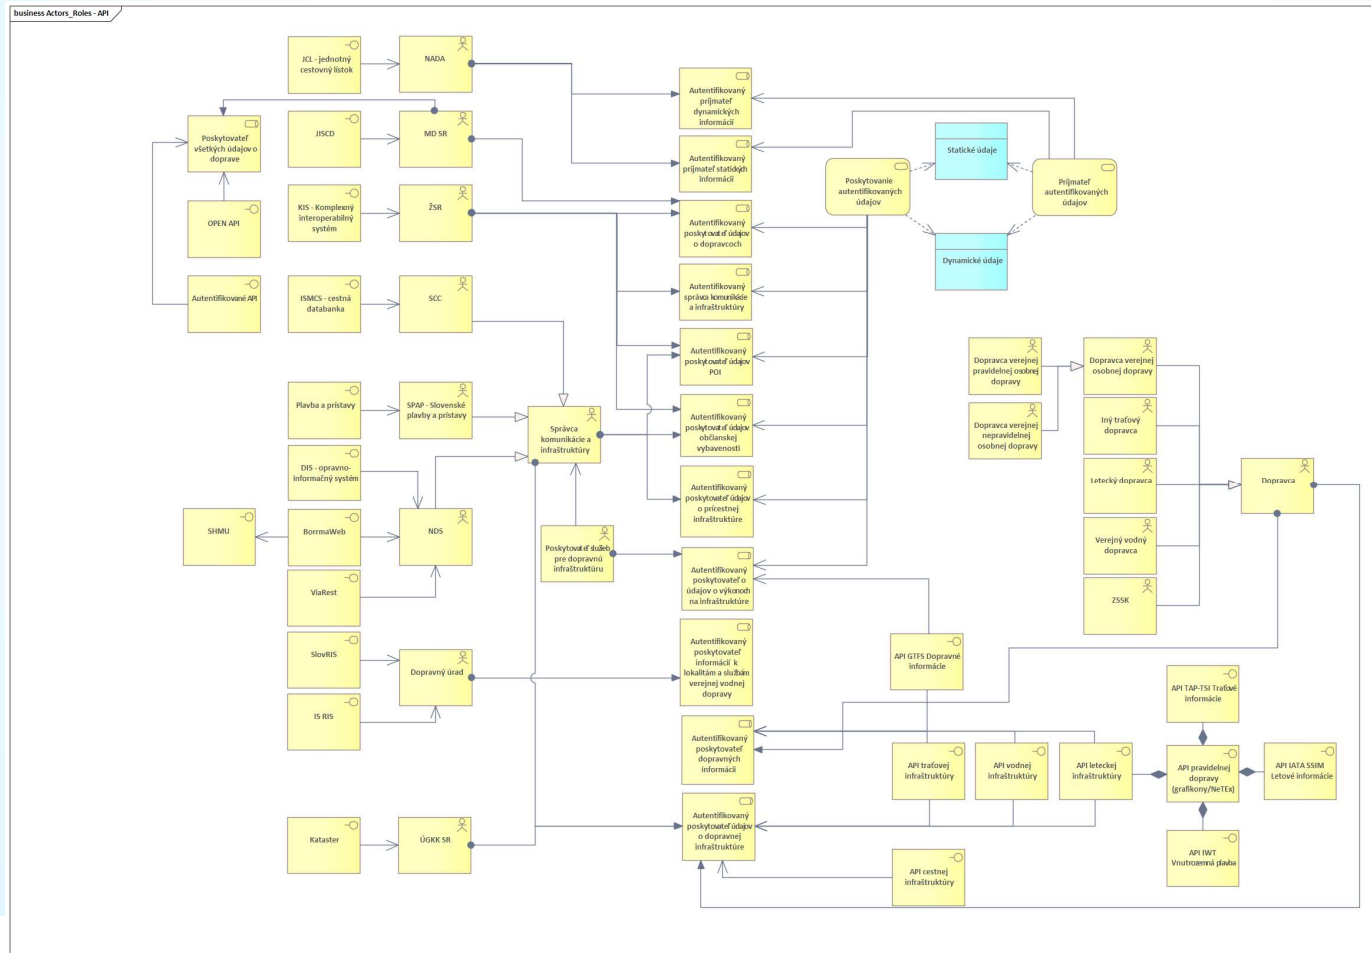 business Actors_Roles - API
JCL - jednotný
cestovný lístok
NADA
Autentifikovaný
príjmateľ
dynamických
informácií
Poskytovateľ
všetkých údajov o
doprave
JISCD
MD SR
Autentifikovaný
príjmateľ statických
informácií
Statické údaje
Poskytovanie
autentifikovaných
údajov
Príjmateľ
autentifikovaných
údajov
OPEN API
KIS - Komplexný
interoperabilný
systém
ŽSR
Autentifikovaný
poskytovateľ údajov
o dopravcoch
Dynamické údaje
Autentifikované API
ISMCS - cestná
databanka
SCC
Autentifikovaný
správca komunikáde
a infraštruktúry
Autentifikovaný
poskytovateľ údajov
POI
Dopravca verejnej
pravidelnej osobnej
dopravy
Dopravca verejnej
osobnej dopravy
Plavba a prístavy
SPAP - Slovenské
plavby a prístavy
Správca
komunikácie a
infraštruktúry
Autentifikovaný
poskytovateľ údajov
občianskej
vybavenosti
Dopravca verejnej
nepravidelnej
osobnej dopravy
Iný traťový
dopravca
DIS - opravno-
informačný systém
Autentifikovaný
poskytovateľ údajov
o prícestnej
infraštruktúre
Letecký dopravca
Dopravca
SHMU
BorrmaWeb
NDS
Poskytovateľ služieb
pre dopravnú
infraštruktúru
Verejný vodný
dopravca
ViaRest
Autentifikovaný
poskytovateľ o
údajov o výkonoch
na infraštruktúre
ZSSK
SlovRIS
Dopravný úrad
Autentifikovaný
poskytovateľ
informácií k
lokalitám a službám
verejnej vodnej
dopravy
API GTFS Dopravné
informácie
IS RIS
API TAP-TSI Traťové
informácie
Autentifikovaný
poskytovateľ
dopravných
informácií
API traťovej
infraštruktúry
API vodnej
infraštruktúry
API leteckej
infraštruktúry
API pravidelnej
dopravy
(grafikony/NeTEx)
API IATA SSIM
Letové informácie
Kataster
ÚGKK SR
Autentifikovaný
poskytovateľ údajov
o dopravnej
infraštruktúre
API cestnej
infraštruktúry
API IWT
Vnutrozemná plavba